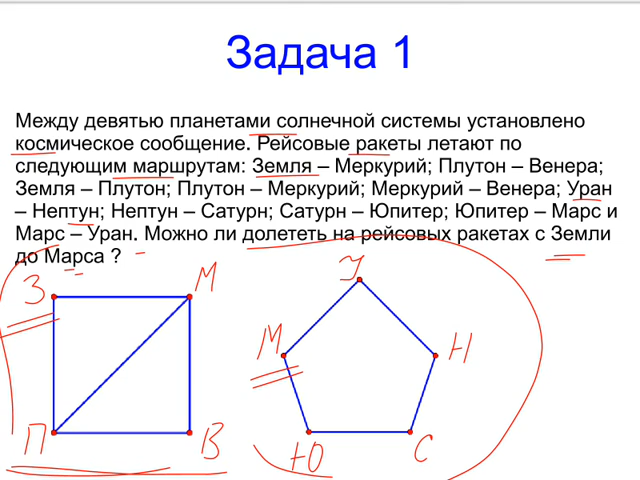 Задача 1
Между девятью планетами солнечной системы установлено
космическое сообщение. Рейсовые ракеты летают по
следующим маршрутам: Земля – Меркурий; Плутон – Венера;
Земля – Плутон; Плутон – Меркурий; Меркурий – Венера; Уран
– Нептун; Нептун – Сатурн; Сатурн – Юпитер; Юпитер – Марс и
Марс – Уран. Можно ли долететь на рейсовых ракетах с Земли
до Марса ?
З М
У
М Н
П В
Ю С